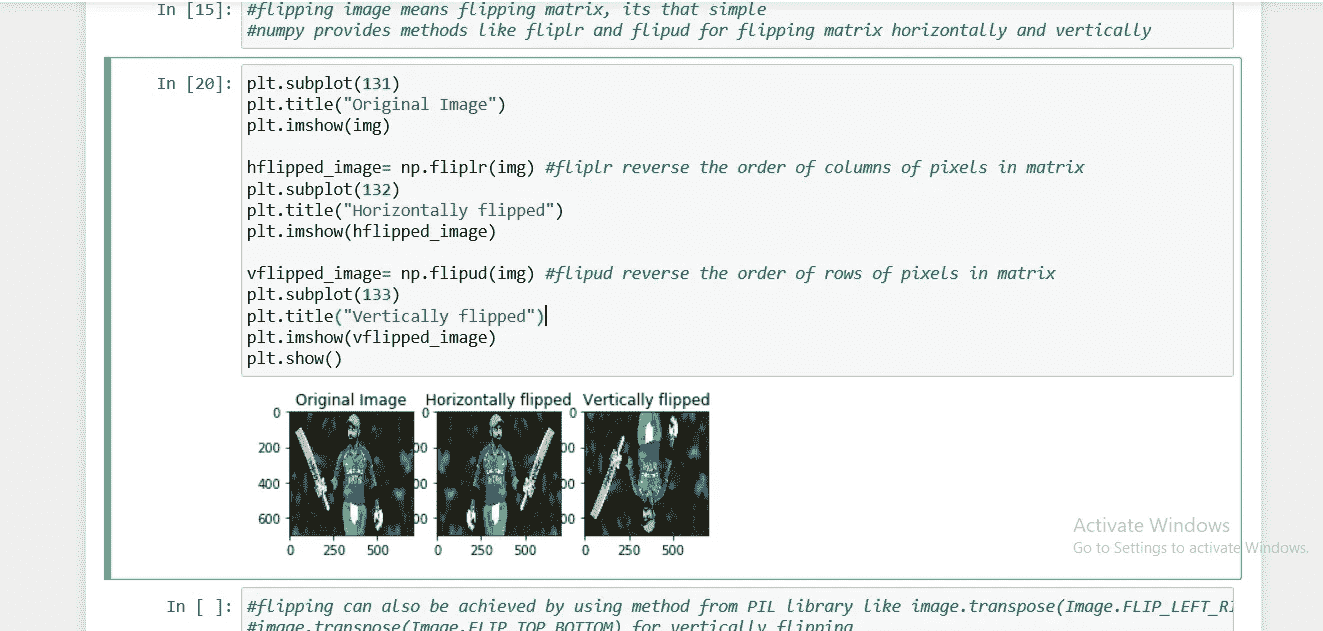 In [15]: #flipping image means flipping matrix, its that simple
#numpy provides methods like fliplr and flipud for flipping matrix horizontally and vertically
In [20]: plt.subplot(131)
plt.title("Original Image")
plt.imshow(img)
hflipped_image= np.fliplr(img) #fliplr reverse the order of columns of pixels in matrix
plt.subplot(132)
plt.title("Horizontally flipped")
plt.imshow(hflipped_image)
vflipped_image= np.flipud(img) #flipud reverse the order of rows of pixels in matrix
plt.subplot(133)
plt.title("Vertically flipped")
plt.imshow(vflipped_image)
plt.show()
Original Image Horizontally flipped Vertically flipped
0 0 0
200 00 00
400 00 00
600 00 00
0 250 500 0 250 500 0 250 500
Activate Windows
Go to Settings to activate Windows.
In [ ]: #flipping can also be achieved by using method from PIL library like image.transpose(Image.FLIP_LEFT_RI
#image.transpose(Image.FLIP_TOP_BOTTOM) for vertically flipping